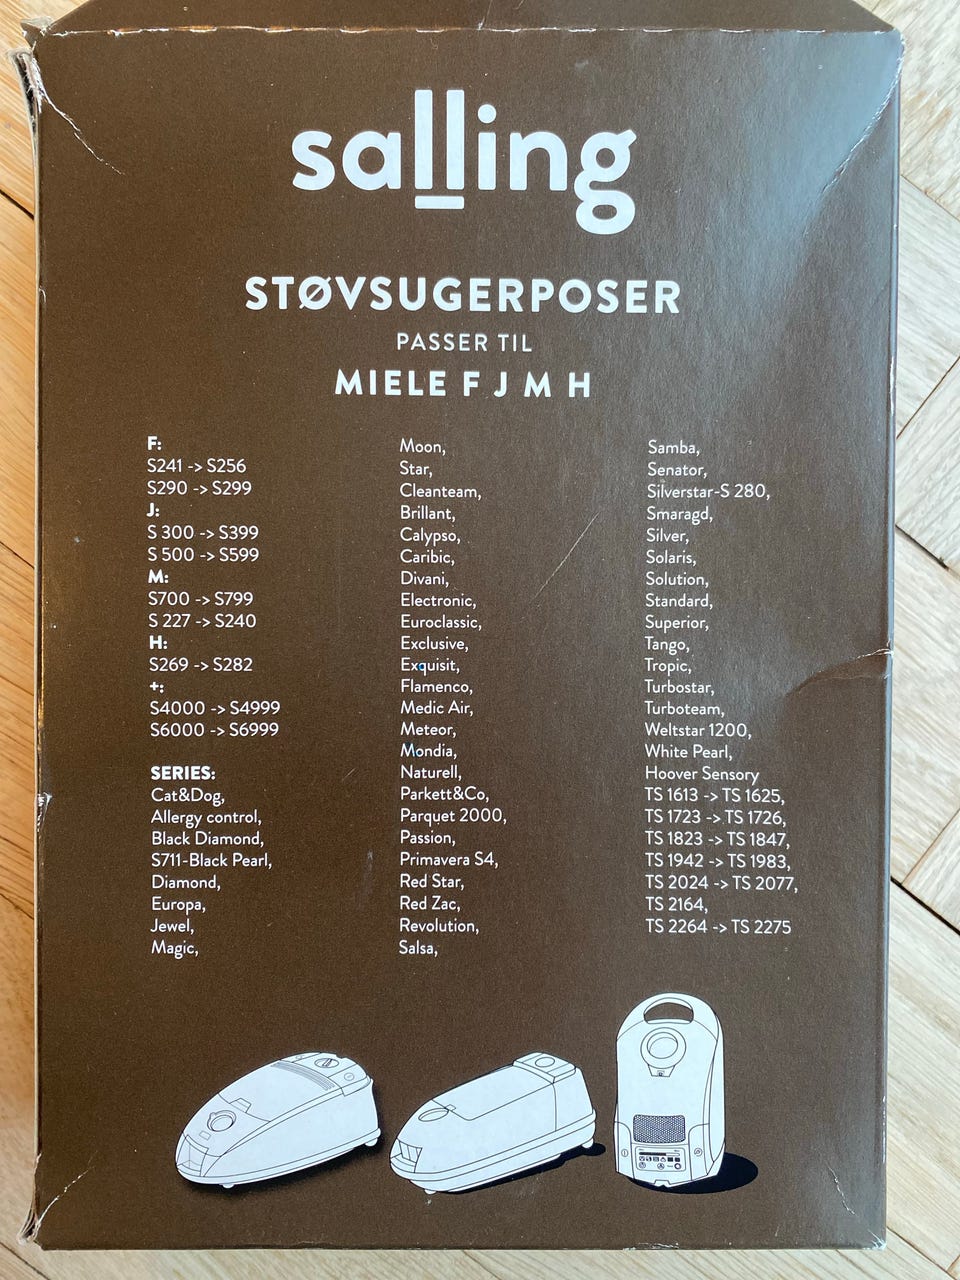 salling
STØVSUGERPOSER
PASSER TIL
MIELE F J M H
F:
S241 -> S256
S290 -> S299
J:
S 300 -> S399
S 500 -> S599
M:
S700 -> S799
S 227 -> S240
H:
S269 -> S282
+:
S4000 -> S4999
S6000 -> S6999
SERIES:
Cat&Dog,
Allergy control,
Black Diamond,
S711-Black Pearl,
Diamond,
Europa,
Jewel,
Magic,
Moon,
Star,
Cleanteam,
Brillant,
Calypso,
Caribic,
Divani,
Electronic,
Euroclassic,
Exclusive,
Exquisit,
Flamenco,
Medic Air,
Meteor,
Mondia,
Naturell,
Parkett&Co,
Parquet 2000,
Passion,
Primavera S4,
Red Star,
Red Zac,
Revolution,
Salsa,
Samba,
Senator,
Silverstar-S 280,
Smaragd,
Silver,
Solaris,
Solution,
Standard,
Superior,
Tango,
Tropic,
Turbostar,
Turboteam,
Weltstar 1200,
White Pearl,
Hoover Sensory
TS 1613 -> TS 1625,
TS 1723 -> TS 1726,
TS 1823 -> TS 1847,
TS 1942 -> TS 1983,
TS 2024 -> TS 2077,
TS 2164,
TS 2264 -> TS 2275